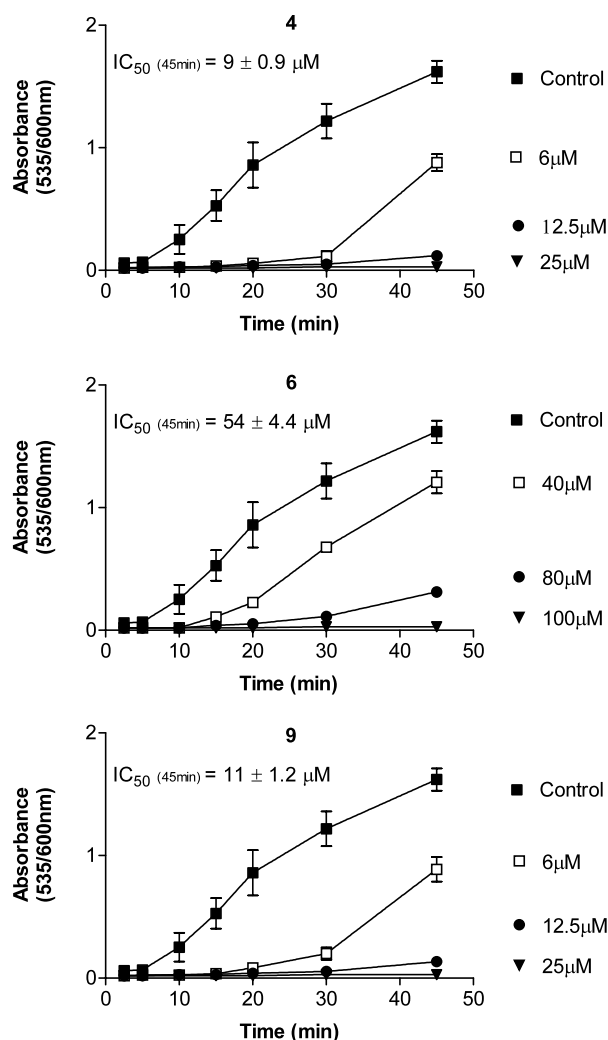 4
IC50 (45min) = 9 ± 0.9 μM
Absorbance
(535/600nm)
2
1
0
0 10 20 30 40 50
Time (min)
Control
6μM
12.5μM
25μM
6
IC50 (45min) = 54 ± 4.4 μM
Absorbance
(535/600nm)
2
1
0
0 10 20 30 40 50
Time (min)
Control
40μM
80μM
100μM
9
IC50 (45min) = 11 ± 1.2 μM
Absorbance
(535/600nm)
2
1
0
0 10 20 30 40 50
Time (min)
Control
6μM
12.5μM
25μM